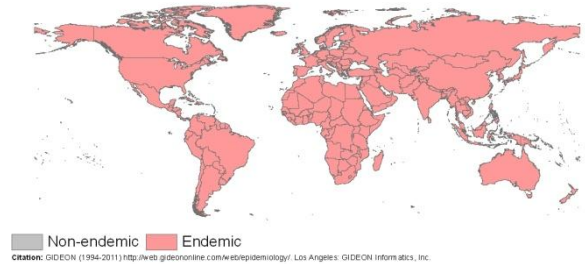 Non-endemic Endemic
Citation: GIDEON (1994-2011) http://web.gideononline.com/web/epidemiology/. Los Angeles: GIDEON Informatics, Inc.